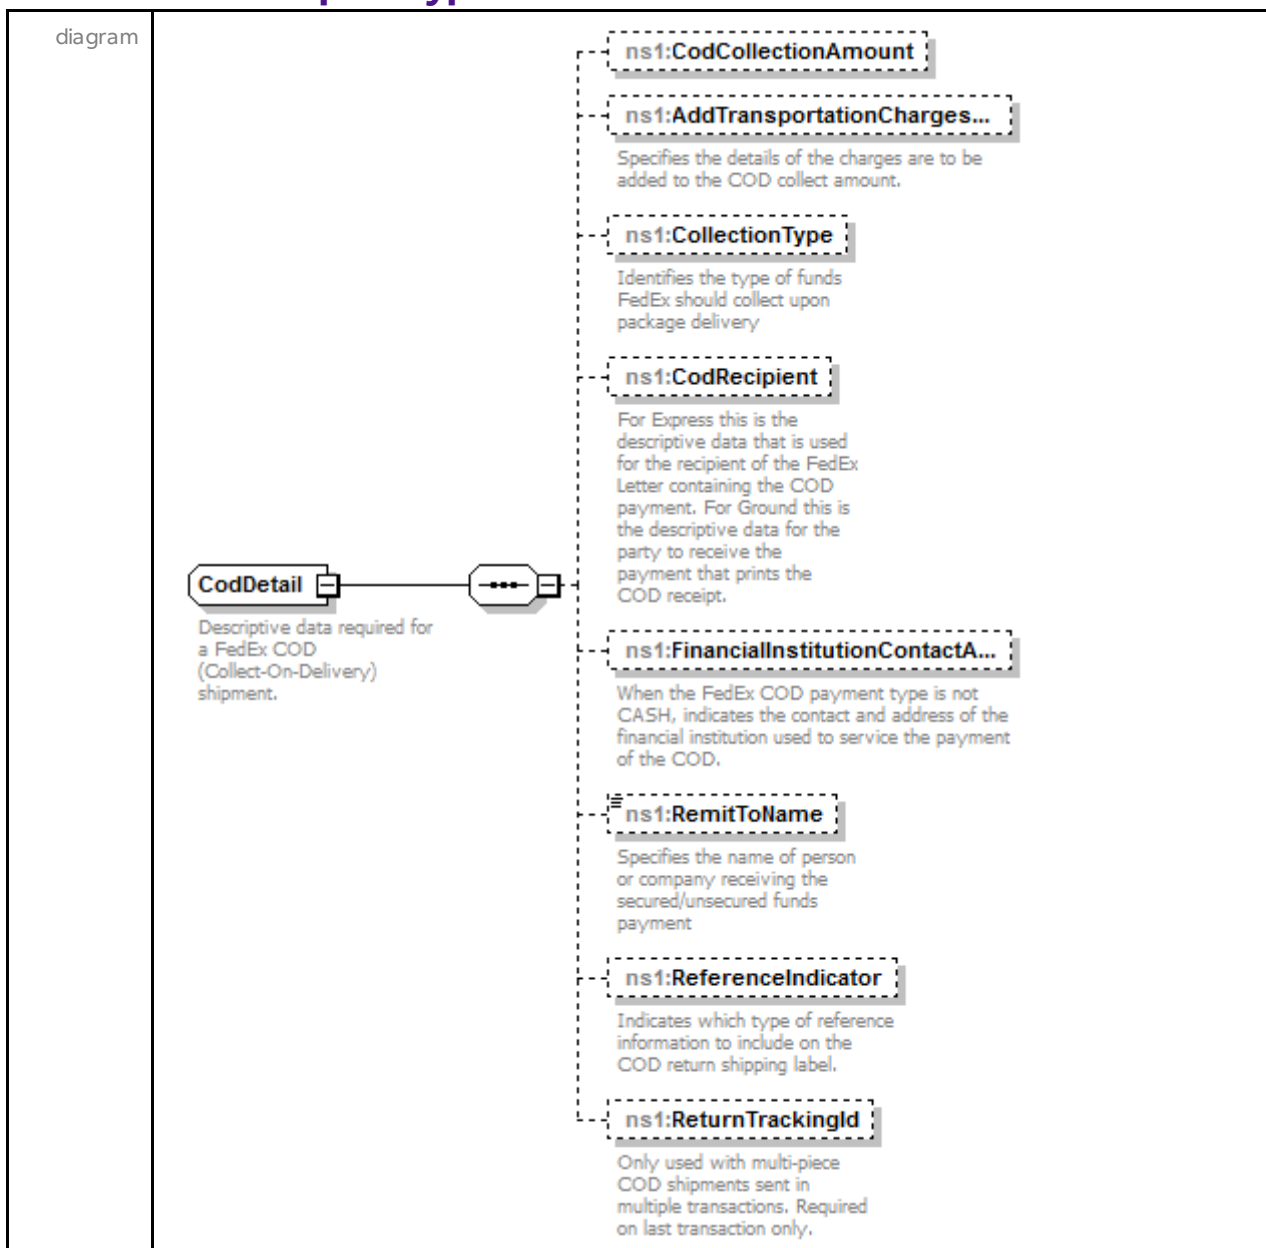 diagram
ns1:CodCollectionAmount
ns1:AddTransportationCharges...
Specifies the details of the charges are to be
added to the COD collect amount.
ns1:CollectionType
Identifies the type of funds
FedEx should collect upon
package delivery
ns1:CodRecipient
For Express this is the
descriptive data that is used
for the recipient of the FedEx
Letter containing the COD
payment. For Ground this is
the descriptive data for the
party to receive the
payment that prints the
COD receipt.
CodDetail
Descriptive data required for
a FedEx COD
(Collect-On-Delivery)
shipment.
ns1:FinancialInstitutionContactA...
When the FedEx COD payment type is not
CASH, indicates the contact and address of the
financial institution used to service the payment
of the COD.
ns1:RemitToName
Specifies the name of person
or company receiving the
secured/unsecured funds
payment
ns1:ReferenceIndicator
Indicates which type of reference
information to include on the
COD return shipping label.
ns1:ReturnTrackingId
Only used with multi-piece
COD shipments sent in
multiple transactions. Required
on last transaction only.